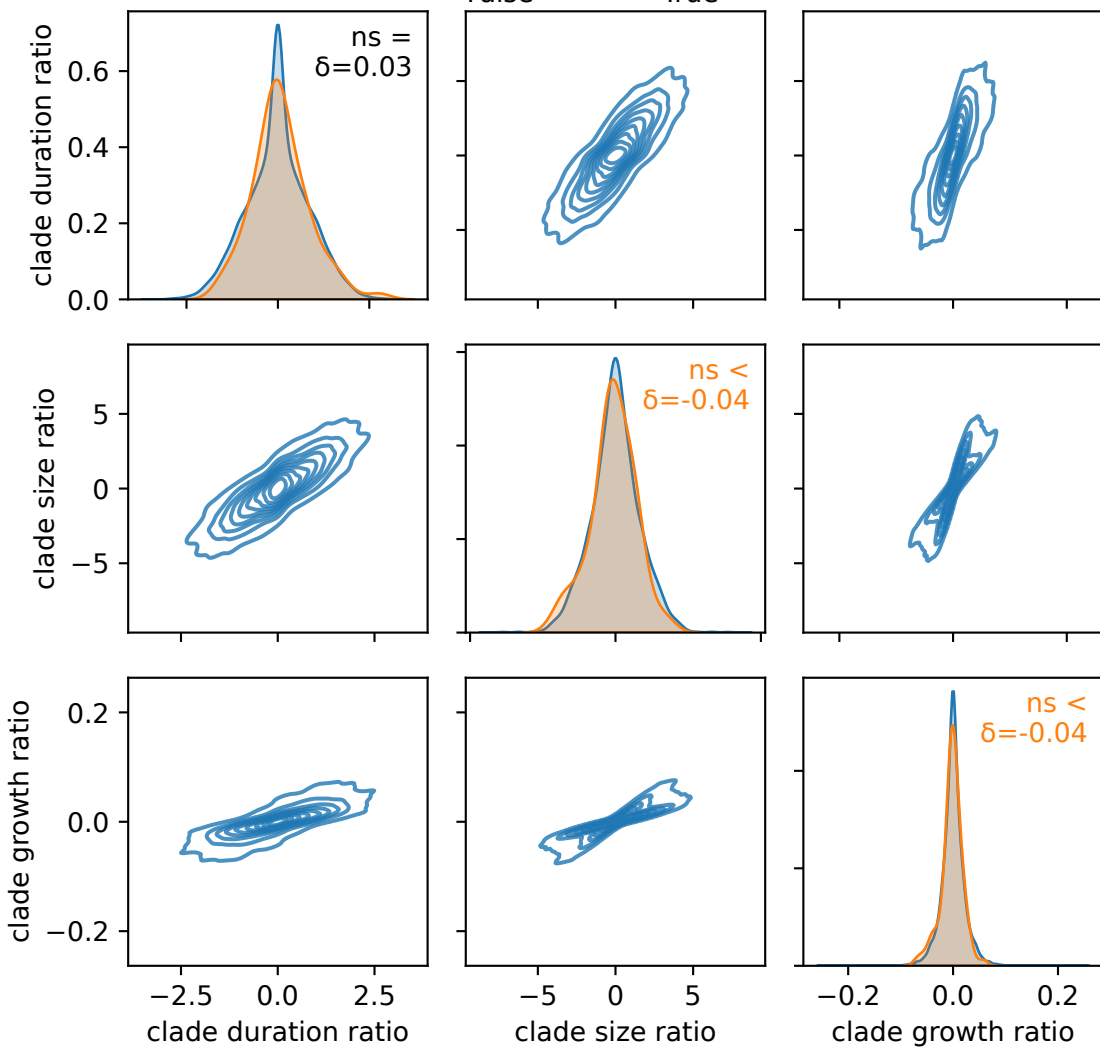 clade duration ratio
0.6
0.4
0.2
0.0
ns =
δ=0.03
clade size ratio
5
0
−5
ns <
δ=-0.04
clade growth ratio
0.2
0.0
−0.2
ns <
δ=-0.04
−2.5 0.0 2.5
−5 0 5
−0.2 0.0 0.2
clade duration ratio
clade size ratio
clade growth ratio